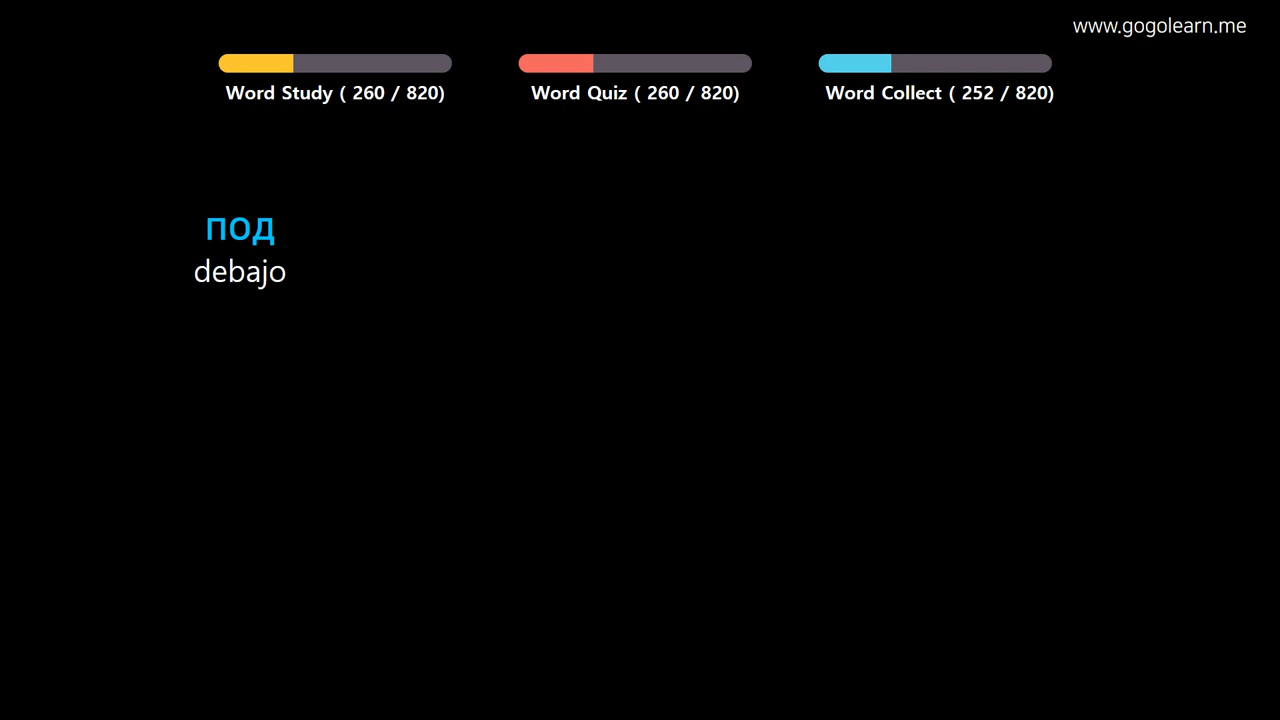 www.gogolearn.me
Word Study ( 260 / 820)
Word Quiz ( 260 / 820)
Word Collect ( 252 / 820)
под
debajo